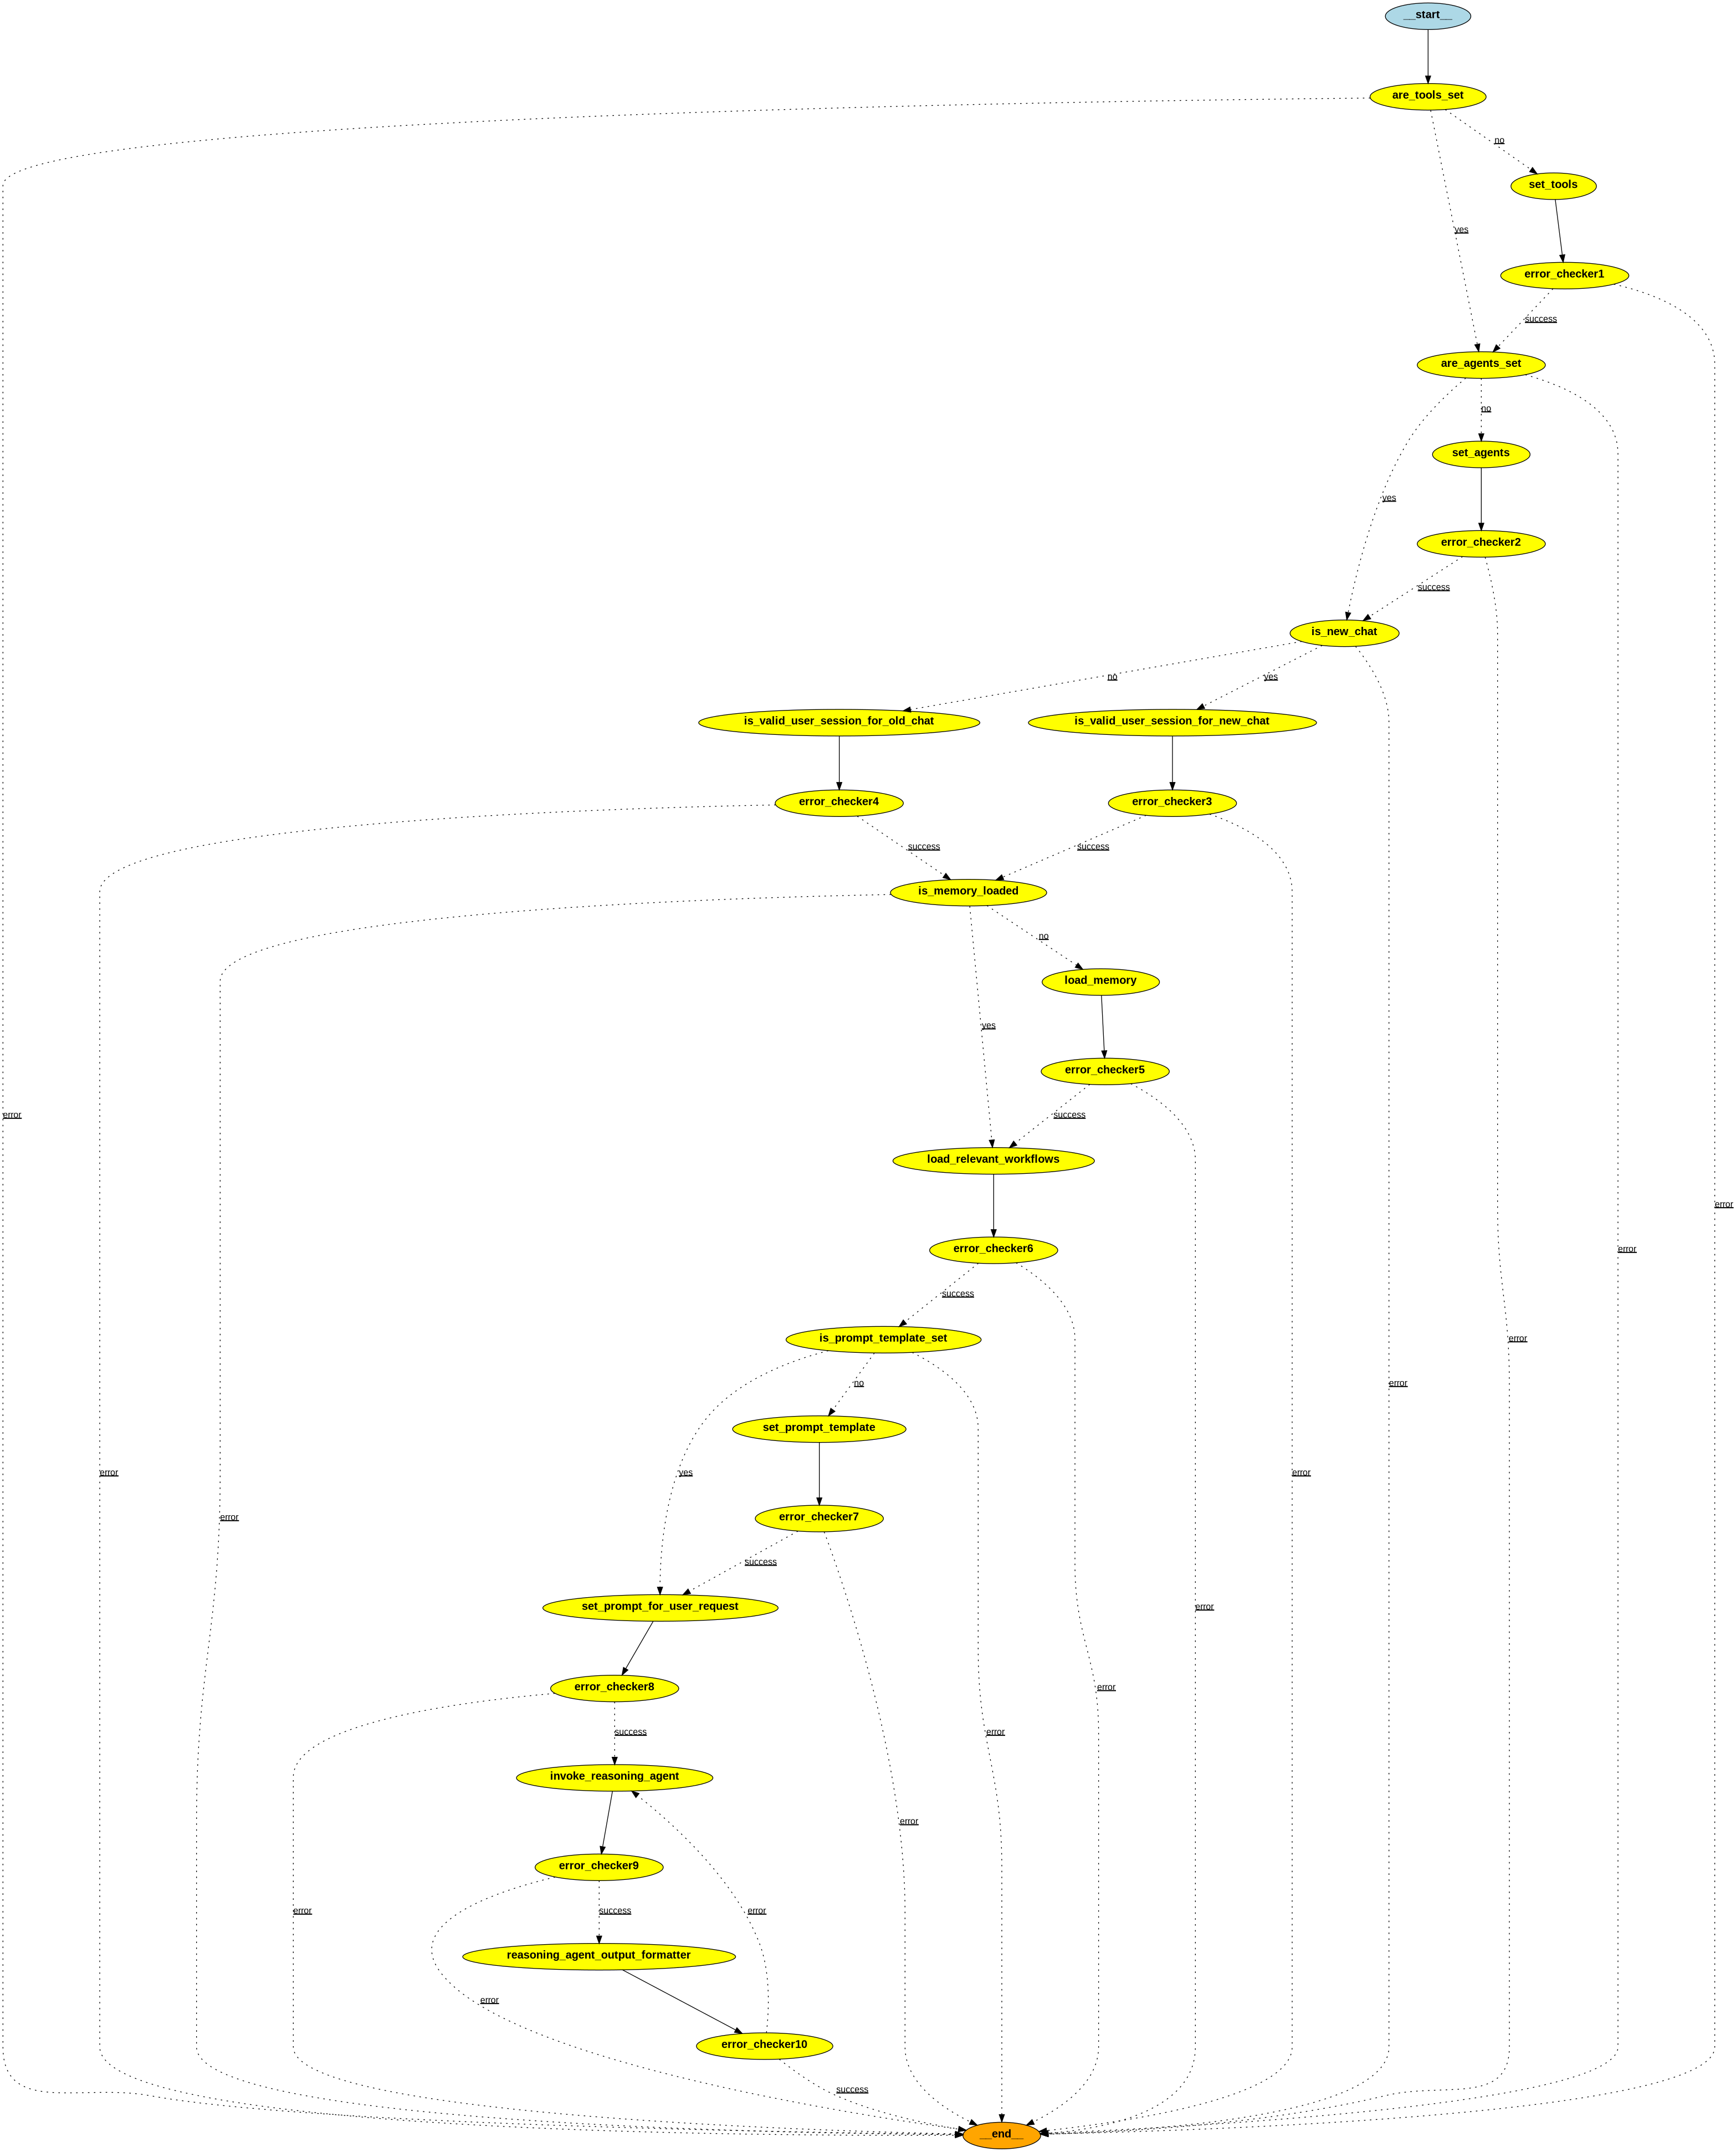 __start__
are_tools_set
no
set_tools
yes
error_checker1
success
are_agents_set
no
set_agents
yes
error_checker2
success
is_new_chat
no
yes
is_valid_user_session_for_old_chat
is_valid_user_session_for_new_chat
error_checker4
error_checker3
success
success
is_memory_loaded
no
load_memory
yes
error_checker5
error
success
load_relevant_workflows
error
error_checker6
error
success
is_prompt_template_set
error
no
error
set_prompt_template
error
yes
error
error_checker7
error
success
set_prompt_for_user_request
error
error_checker8
error
success
error
invoke_reasoning_agent
error
error_checker9
error
success
error
reasoning_agent_output_formatter
error
error_checker10
success
__end__